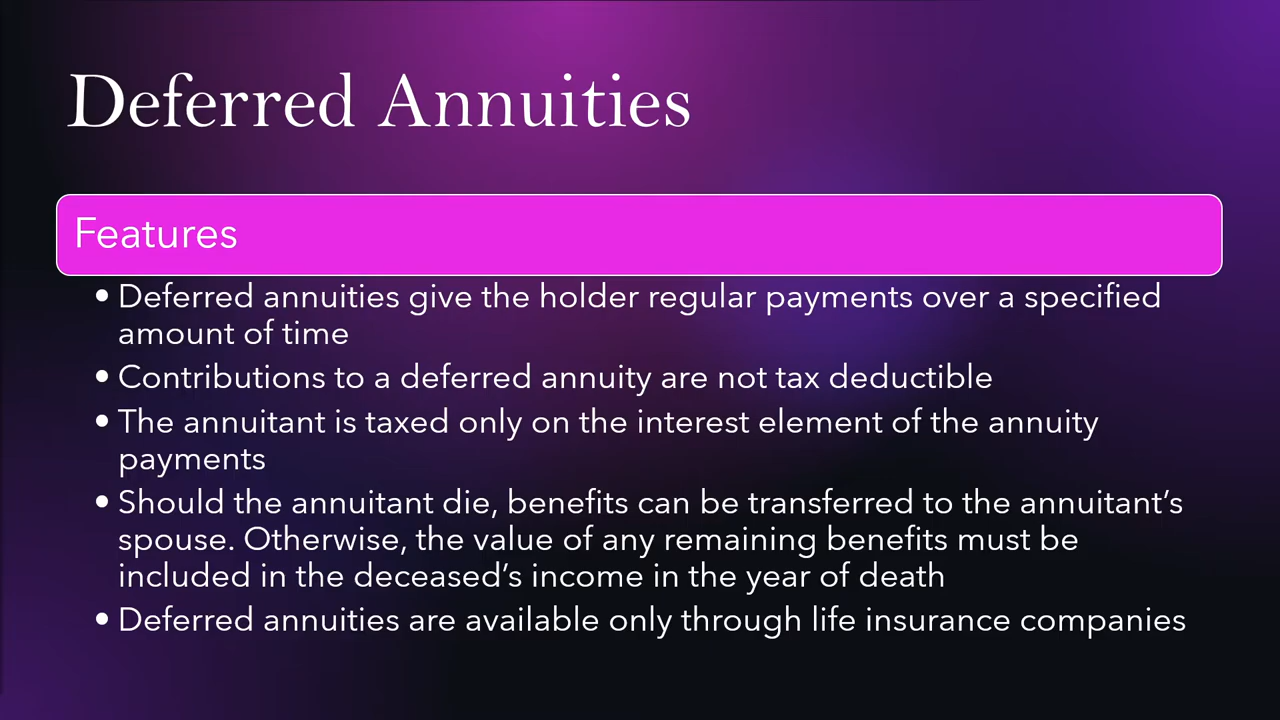 Deferred Annuities
Features
• Deferred annuities give the holder regular payments over a specified
amount of time
• Contributions to a deferred annuity are not tax deductible
• The annuitant is taxed only on the interest element of the annuity
payments
• Should the annuitant die, benefits can be transferred to the annuitant’s
spouse. Otherwise, the value of any remaining benefits must be
included in the deceased’s income in the year of death
• Deferred annuities are available only through life insurance companies